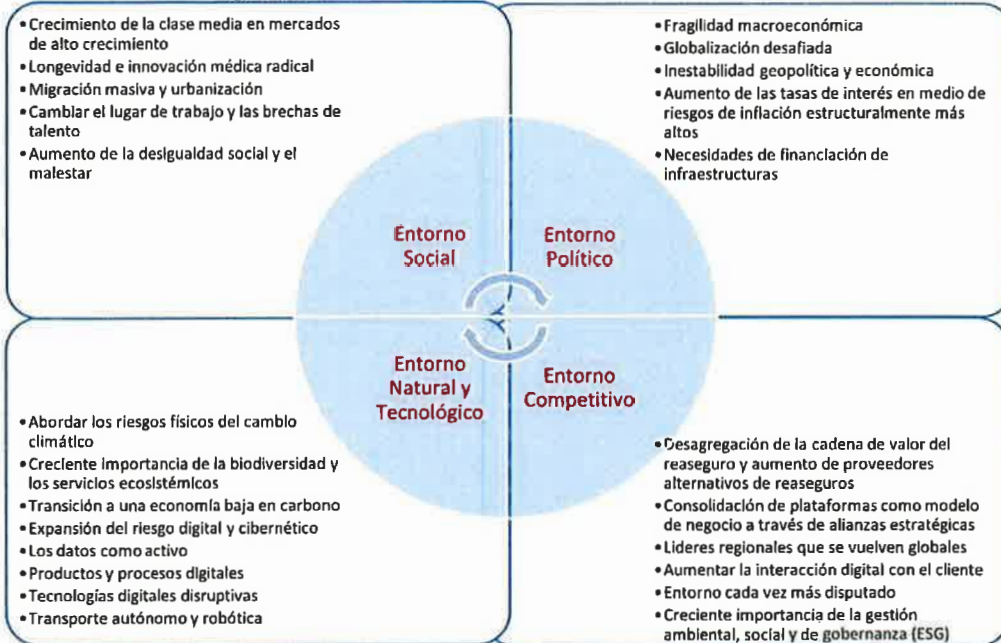 •Crecimiento de la clase media en mercados
de alto crecimiento
•Longevidad e innovación médica radical
•Migración masiva y urbanización
•Cambiar el lugar de trabajo y las brechas de
talento
•Aumento de la desigualdad social y el
malestar
•Fragilidad macroeconómica
•Globalización desafiada
•Inestabilidad geopolítica y económica
•Aumento de las tasas de interés en medio de
riesgos de inflación estructuralmente más
altos
•Necesidades de financiación de
infraestructuras
Entorno
Social
Entorno
Político
Entorno
Natural y
Tecnológico
Entorno
Competitivo
•Abordar los riesgos físicos del cambio
climático
•Creciente importancia de la biodiversidad y
los servicios ecosistémicos
•Transición a una economía baja en carbono
•Expansión del riesgo digital y cibernético
•Los datos como activo
•Productos y procesos digitales
•Tecnologías digitales disruptivas
•Transporte autónomo y robótica
•Desagregación de la cadena de valor del
reaseguro y aumento de proveedores
alternativos de reaseguros
•Consolidación de plataformas como modelo
de negocio a través de alianzas estratégicas
•Lideres regionales que se vuelven globales
•Aumentar la interacción digital con el cliente
•Entorno cada vez más disputado
•Creciente importancia de la gestión
ambiental, social y de gobernanza (ESG)